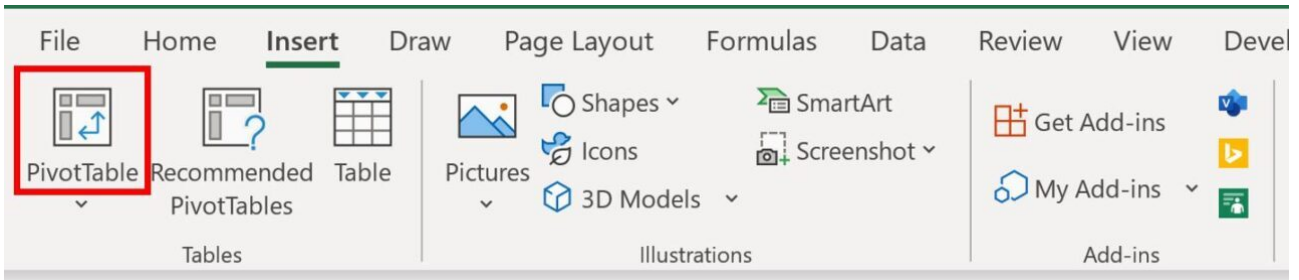 File Home Insert Draw Page Layout Formulas Data Review View Devel
PivotTable
Recommended
PivotTables
Table
Tables
Pictures
Shapes
Icons
3D Models
SmartArt
Screenshot
Illustrations
Get Add-ins
My Add-ins
Add-ins